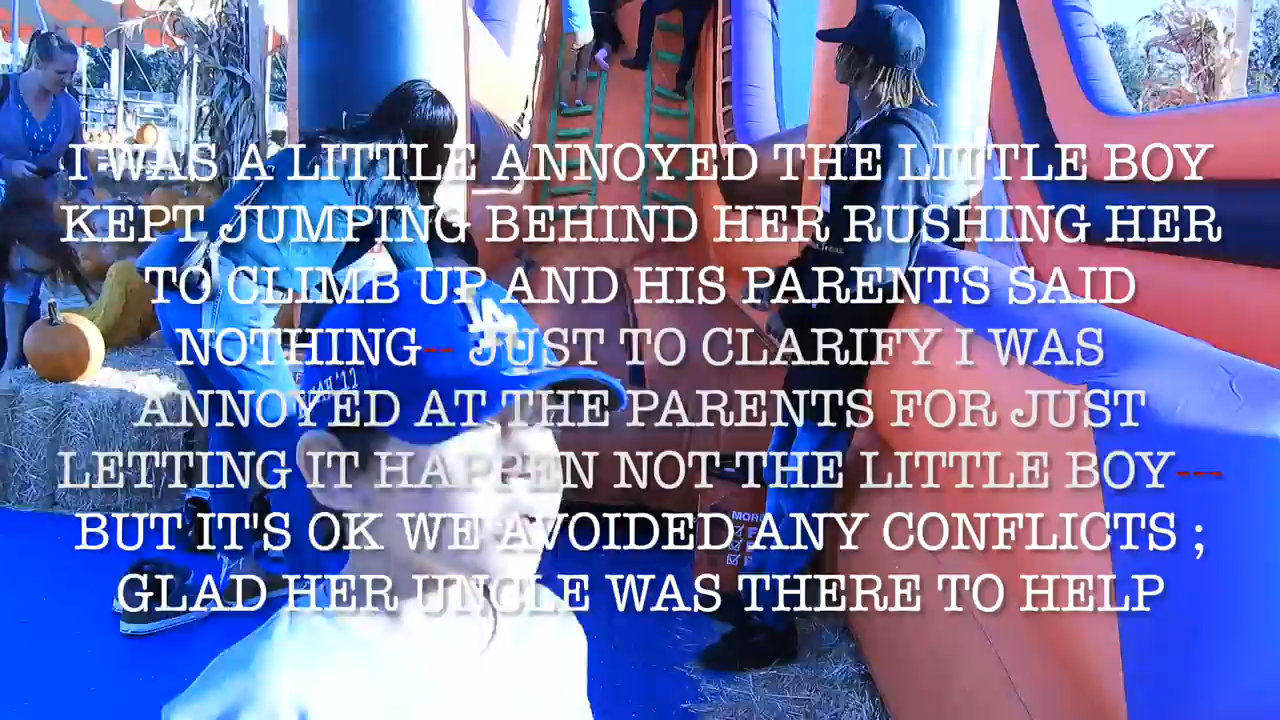 I WAS A LITTLE ANNOYED THE LITTLE BOY
KEPT JUMPING BEHIND HER RUSHING HER
TO CLIMB UP AND HIS PARENTS SAID
NOTHING-- JUST TO CLARIFY I WAS
ANNOYED AT THE PARENTS FOR JUST
LETTING IT HAPPEN NOT THE LITTLE BOY---
BUT IT'S OK WE AVOIDED ANY CONFLICTS ;
GLAD HER UNCLE WAS THERE TO HELP
LA